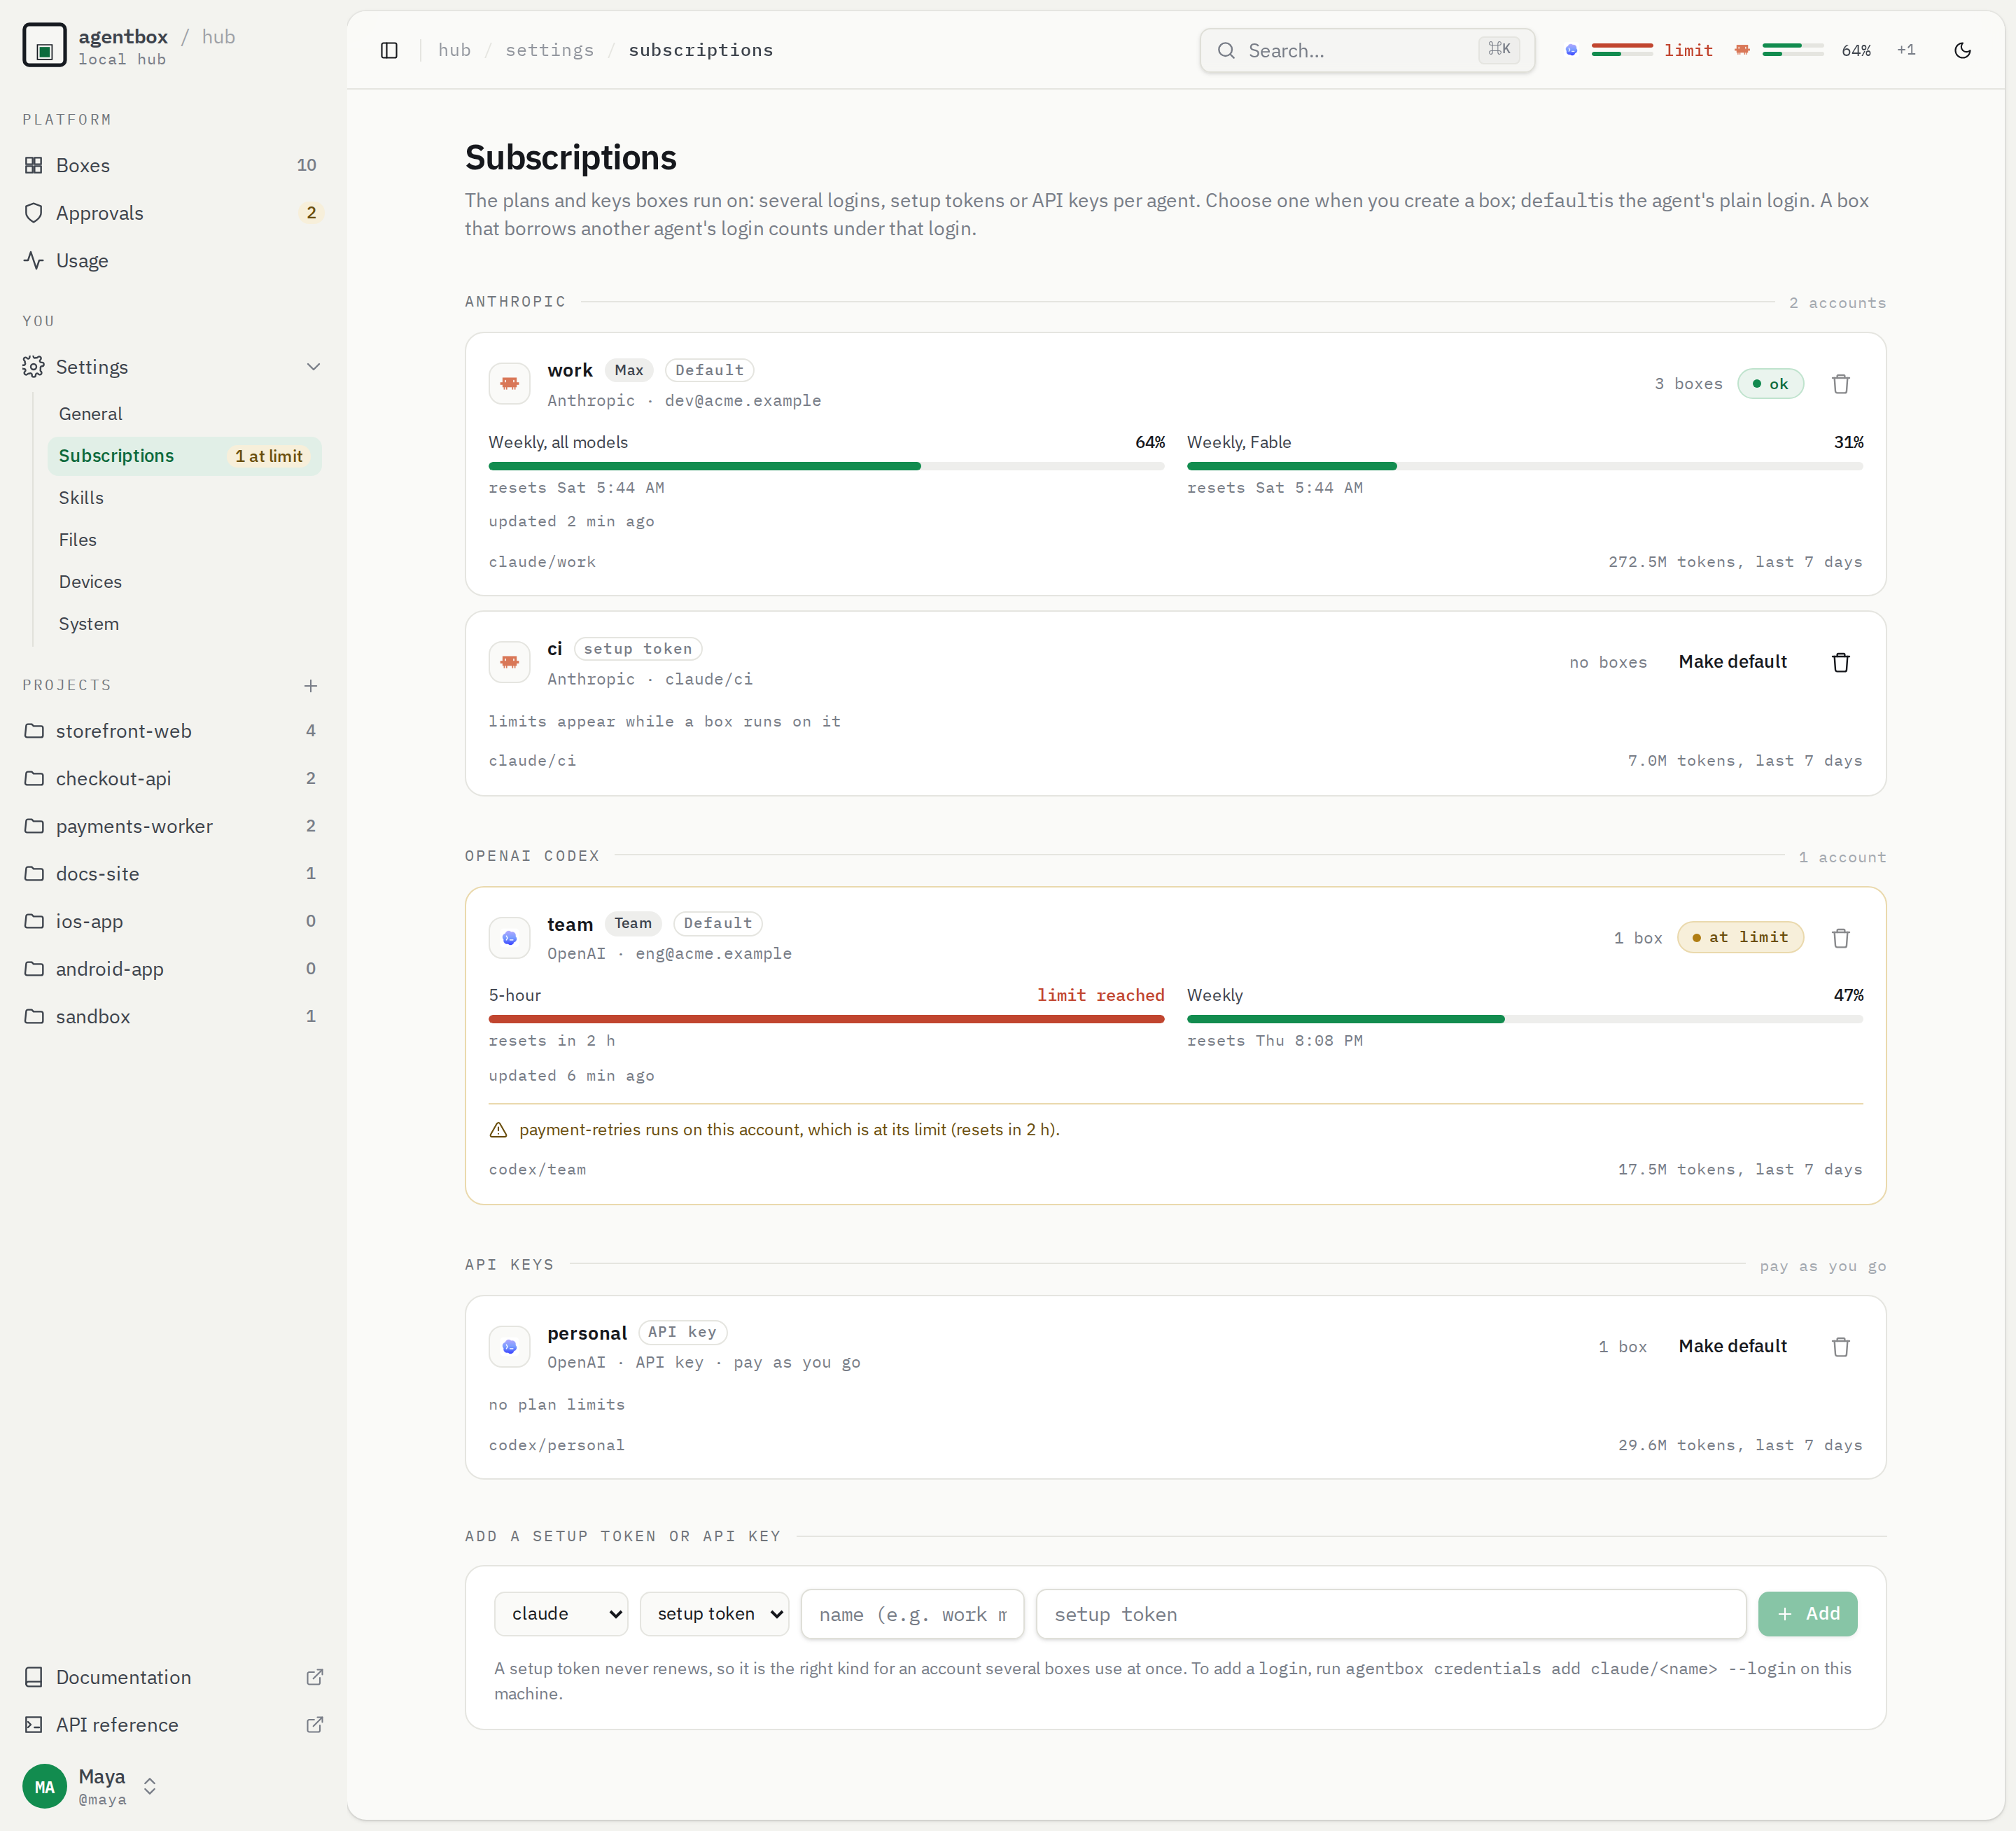 agentbox / hub
local hub
PLATFORM
Boxes 10
Approvals 2
Usage
YOU
Settings
General
Subscriptions 1 at limit
Skills
Files
Devices
System
PROJECTS
storefront-web 4
checkout-api 2
payments-worker 2
docs-site 1
ios-app 0
android-app 0
sandbox 1
Documentation
API reference
MA Maya
@maya
hub / settings / subscriptions
Search... ⌘K
limit 64% +1
Subscriptions
The plans and keys boxes run on: several logins, setup tokens or API keys per agent. Choose one when you create a box; defaultis the agent's plain login. A box
that borrows another agent's login counts under that login.
ANTHROPIC 2 accounts
work Max Default
Anthropic · dev@acme.example
3 boxes ok
Weekly, all models 64%
resets Sat 5:44 AM
Weekly, Fable 31%
resets Sat 5:44 AM
updated 2 min ago
claude/work 272.5M tokens, last 7 days
ci setup token
Anthropic · claude/ci
no boxes Make default
limits appear while a box runs on it
claude/ci 7.0M tokens, last 7 days
OPENAI CODEX 1 account
team Team Default
OpenAI · eng@acme.example
1 box at limit
5-hour limit reached
resets in 2 h
Weekly 47%
resets Thu 8:08 PM
updated 6 min ago
payment-retries runs on this account, which is at its limit (resets in 2 h).
codex/team 17.5M tokens, last 7 days
API KEYS pay as you go
personal API key
OpenAI · API key · pay as you go
1 box Make default
no plan limits
codex/personal 29.6M tokens, last 7 days
ADD A SETUP TOKEN OR API KEY
claude setup token name (e.g. work m setup token + Add
A setup token never renews, so it is the right kind for an account several boxes use at once. To add a login, run agentbox credentials add claude/<name> --login on this
machine.